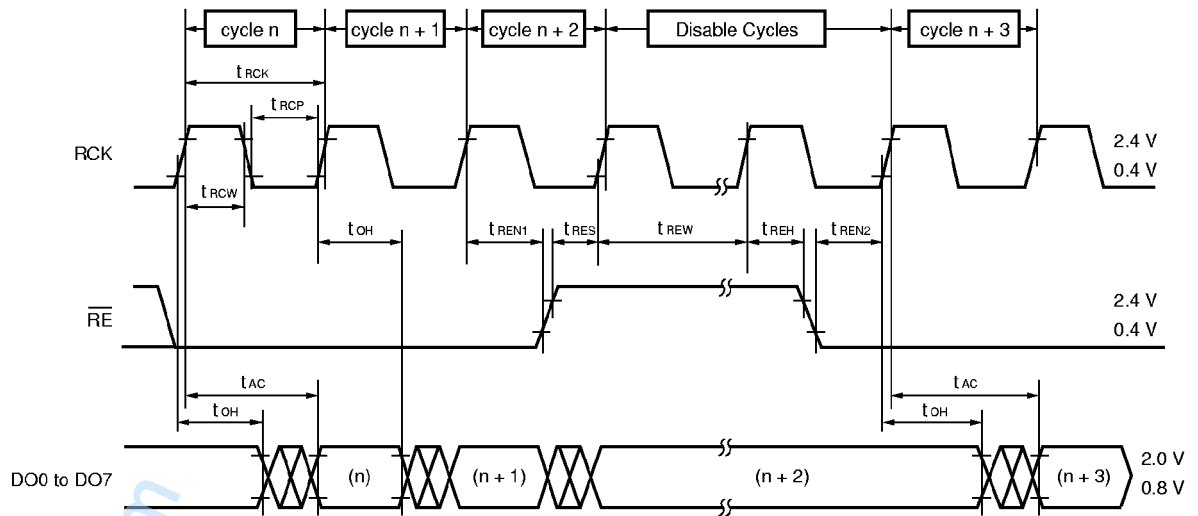 cycle n
cycle n + 1
cycle n + 2
Disable Cycles
cycle n + 3
tRCK
tRCP
RCK
2.4 V
0.4 V
tRCW
tOH
tREN1
tRES
tREW
tREH
tREN2
RE
2.4 V
0.4 V
tAC
tOH
tAC
tOH
DO0 to DO7
(n)
(n + 1)
(n + 2)
(n + 3)
2.0 V
0.8 V